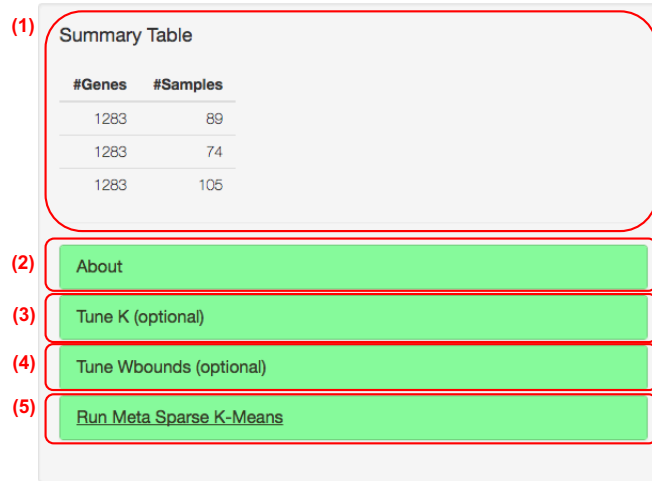 (1)
Summary Table
#Genes #Samples
1283 89
1283 74
1283 105
(2) About
(3) Tune K (optional)
(4) Tune Wbounds (optional)
(5) Run Meta Sparse K-Means